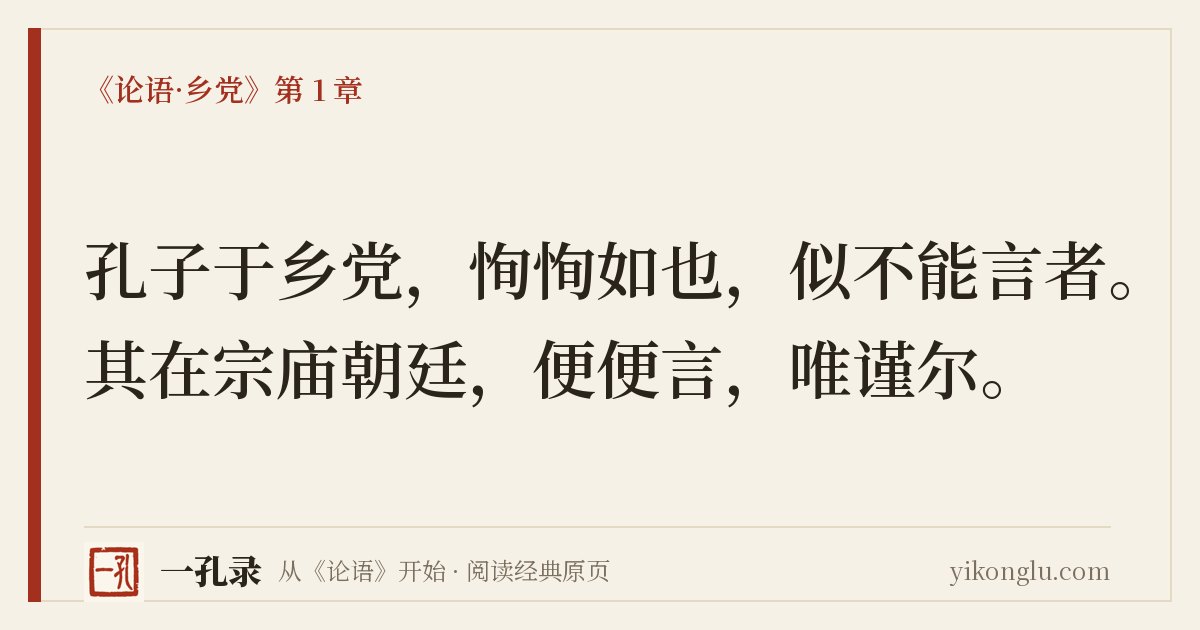 《论语·乡党》第 1 章
孔子于乡党，恂恂如也，似不能言者。
其在宗庙朝廷，便便言，唯谨尔。
一孔 一孔录 从《论语》开始 · 阅读经典原页 yikonglu.com